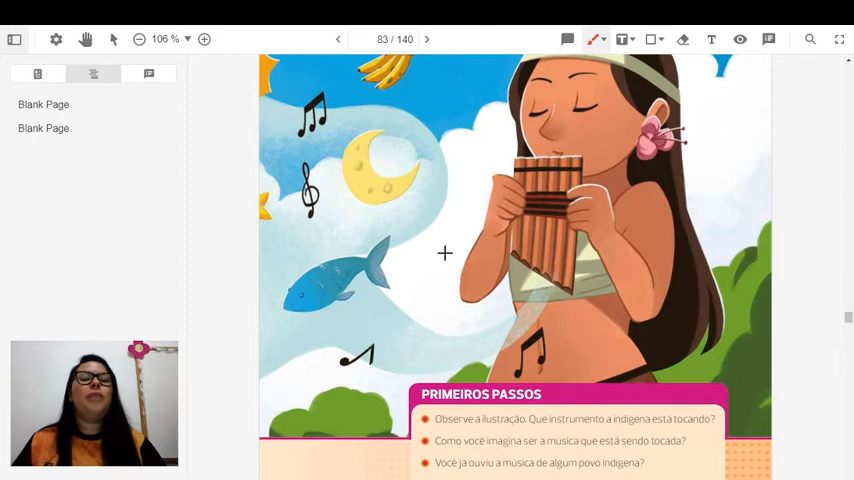 106 %
83 / 140
Blank Page
Blank Page
PRIMEIROS PASSOS
Observe a ilustração. Que instrumento a indígena está tocando?
Como você imagina ser a música que está sendo tocada?
Você já ouviu a música de algum povo indígena?